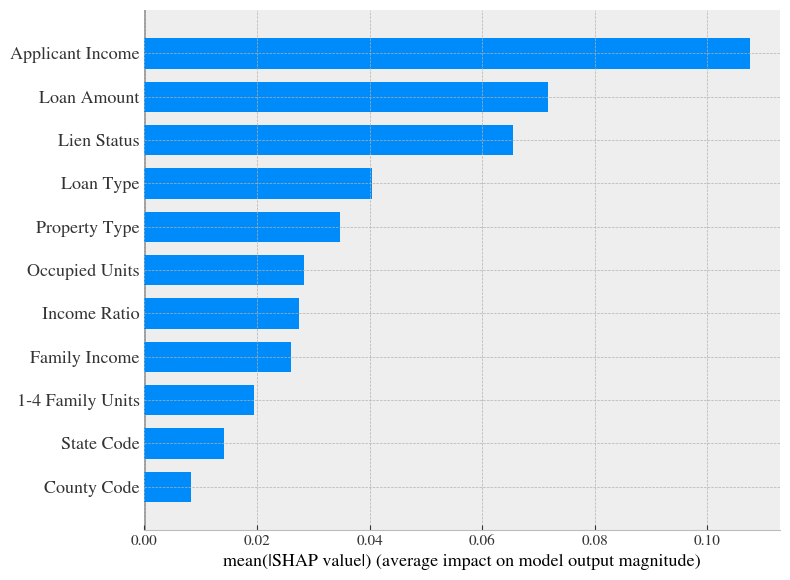 Applicant Income
Loan Amount
Lien Status
Loan Type
Property Type
Occupied Units
Income Ratio
Family Income
1-4 Family Units
State Code
County Code
0.00 0.02 0.04 0.06 0.08 0.10
mean(|SHAP value|) (average impact on model output magnitude)